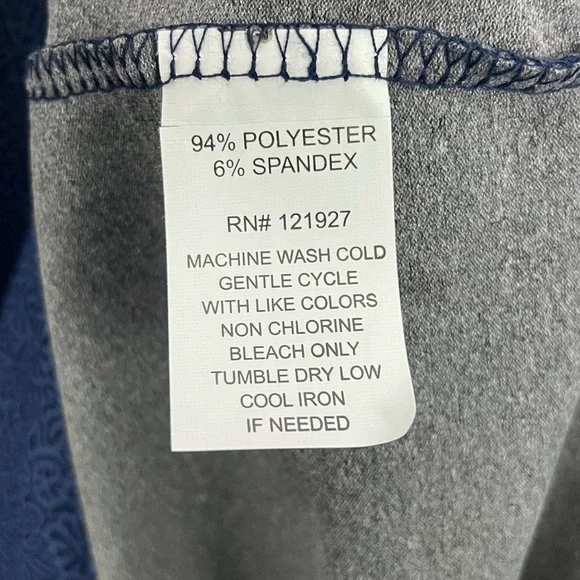 94% POLYESTER
6% SPANDEX
RN# 121927
MACHINE WASH COLD
GENTLE CYCLE
WITH LIKE COLORS
NON CHLORINE
BLEACH ONLY
TUMBLE DRY LOW
COOL IRON
IF NEEDED